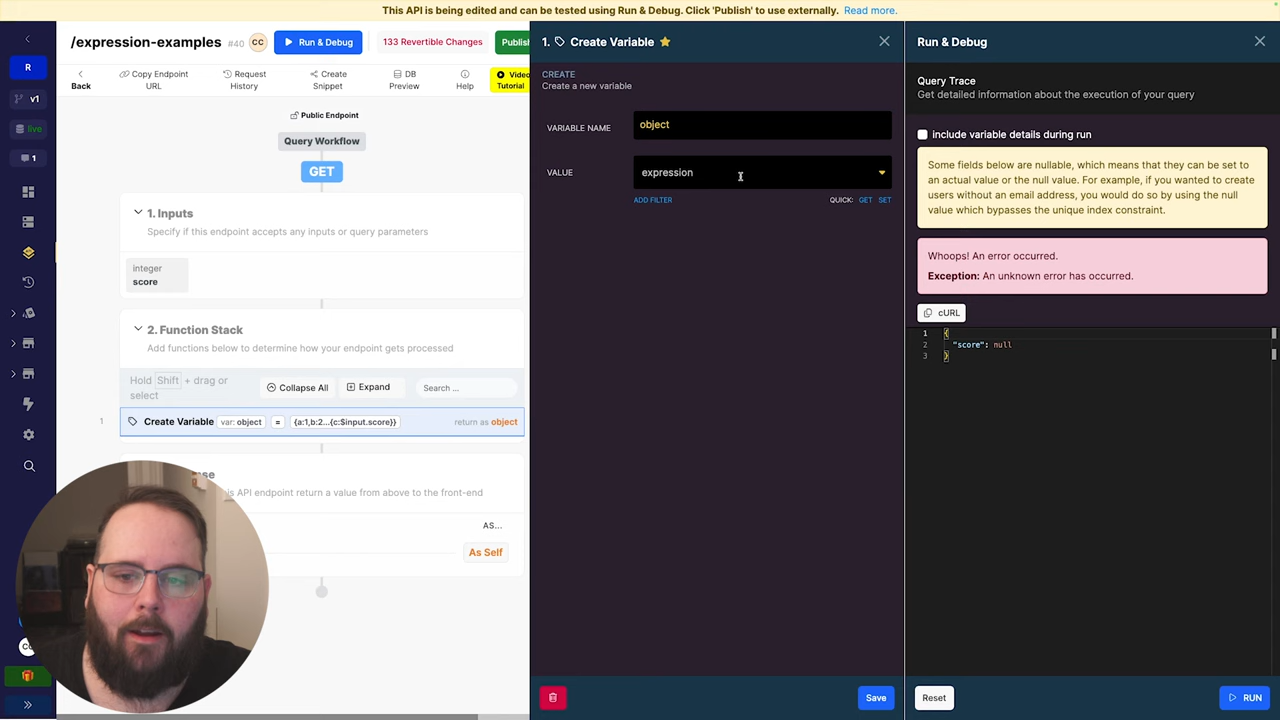 This API is being edited and can be tested using Run & Debug. Click 'Publish' to use externally. Read more.
/expression-examples #40 CC Run & Debug 133 Revertible Changes Publish
Back
Copy Endpoint URL
Request History
Create Snippet
DB Preview
Help
Video Tutorial
R
v1
live
1
Public Endpoint
Query Workflow
GET
1. Inputs
Specify if this endpoint accepts any inputs or query parameters
integer
score
2. Function Stack
Add functions below to determine how your endpoint gets processed
Hold Shift + drag or
select
Collapse All Expand Search ...
1 Create Variable var: object = {a:1,b:2...{c:$input.score}} return as object
is API endpoint return a value from above to the front-end
AS...
As Self
1. Create Variable
CREATE
Create a new variable
VARIABLE NAME object
VALUE expression
ADD FILTER QUICK: GET SET
Save
Run & Debug
Query Trace
Get detailed information about the execution of your query
include variable details during run
Some fields below are nullable, which means that they can be set to
an actual value or the null value. For example, if you wanted to create
users without an email address, you would do so by using the null
value which bypasses the unique index constraint.
Whoops! An error occurred.
Exception: An unknown error has occurred.
cURL
1 {
2 "score": null
3 }
Reset RUN